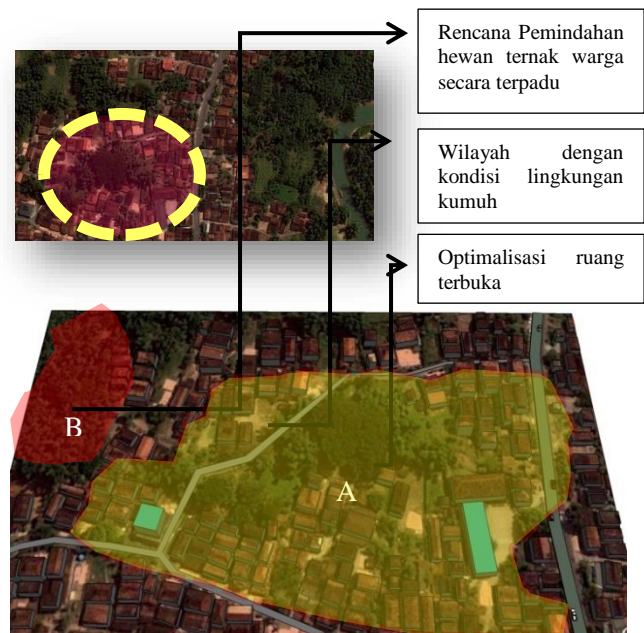 Rencana Pemindahan
hewan ternak warga
secara terpadu
Wilayah dengan
kondisi lingkungan
kumuh
Optimalisasi ruang
terbuka
B
A